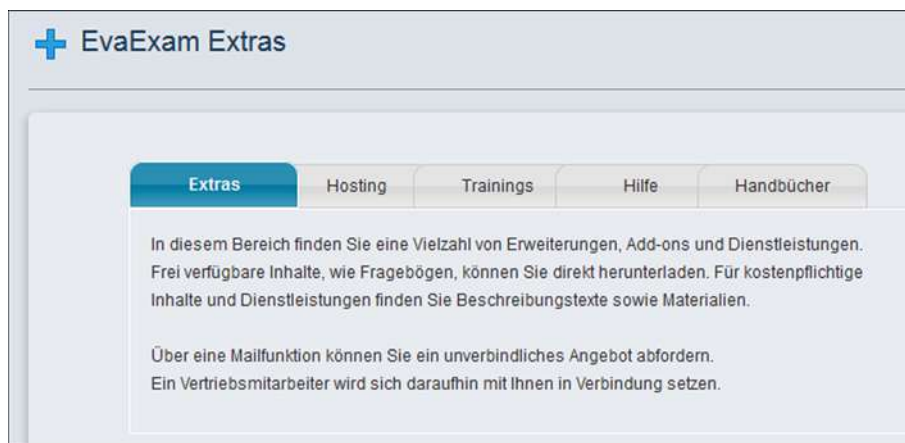 EvaExam Extras
Extras Hosting Trainings Hilfe Handbücher
In diesem Bereich finden Sie eine Vielzahl von Erweiterungen, Add-ons und Dienstleistungen.
Frei verfügbare Inhalte, wie Fragebögen, können Sie direkt herunterladen. Für kostenpflichtige
Inhalte und Dienstleistungen finden Sie Beschreibungstexte sowie Materialien.
Über eine Mailfunktion können Sie ein unverbindliches Angebot abfordern.
Ein Vertriebsmitarbeiter wird sich daraufhin mit Ihnen in Verbindung setzen.